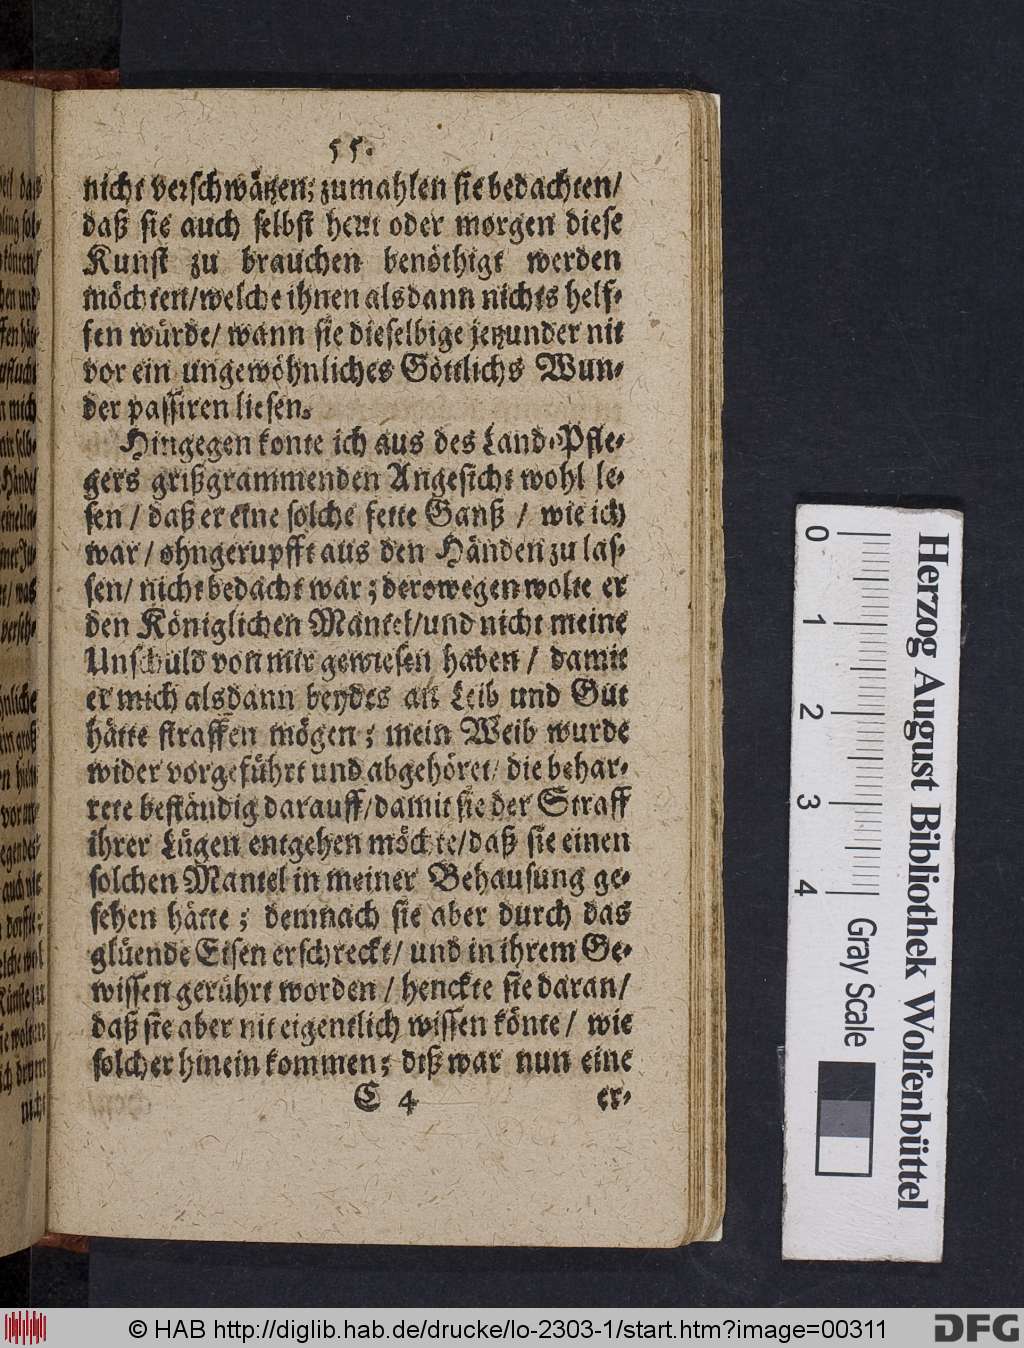 55.
nicht verschwätzen; zumahlen sie bedachten/
daß sie auch selbst heut oder morgen diese
Kunst zu brauchen benöthigt werden
möchten/welche ihnen alsdann nichts helf-
fen würde/ wann sie dieselbige jetzunder nit
vor ein ungewöhnliches Göttlichs Wun-
der passiren liesen.
Hingegen konte ich aus des Land-Pfle-
gers grißgrammenden Angesicht wohl le-
sen / daß er eine solche fette Ganß / wie ich
war / ohngerupfft aus den Händen zu las-
sen/ nicht bedacht war; derowegen wolte er
den Königlichen Mantel/und nicht meine
Unschuld von mir gewiesen haben / damit
er mich alsdann beydes an Leib und Gut
hätte straffen mögen; mein Weib wurde
wider vorgeführt und abgehöret/ die behar-
rete beständig darauff/damit sie der Straff
ihrer Lügen entgehen möchte/daß sie einen
solchen Mantel in meiner Behausung ge-
sehen hätte; demnach sie aber durch das
glüende Eisen erschreckt/ und in ihrem Ge-
wissen gerührt worden / henckte sie daran/
daß sie aber nit eigentlich wissen könte / wie
solcher hinein kommen; diß war nun eine
C 4 er-
0 1 2 3 4
Gray Scale
Herzog August Bibliothek Wolfenbüttel
© HAB http://diglib.hab.de/drucke/lo-2303-1/start.htm?image=00311
DFG